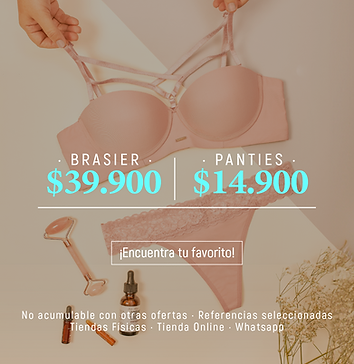 · BRASIER ·
$39.900
· PANTIES ·
$14.900
¡Encuentra tu favorito!
No acumulable con otras ofertas · Referencias seleccionadas
Tiendas Físicas · Tienda Online · Whatsapp